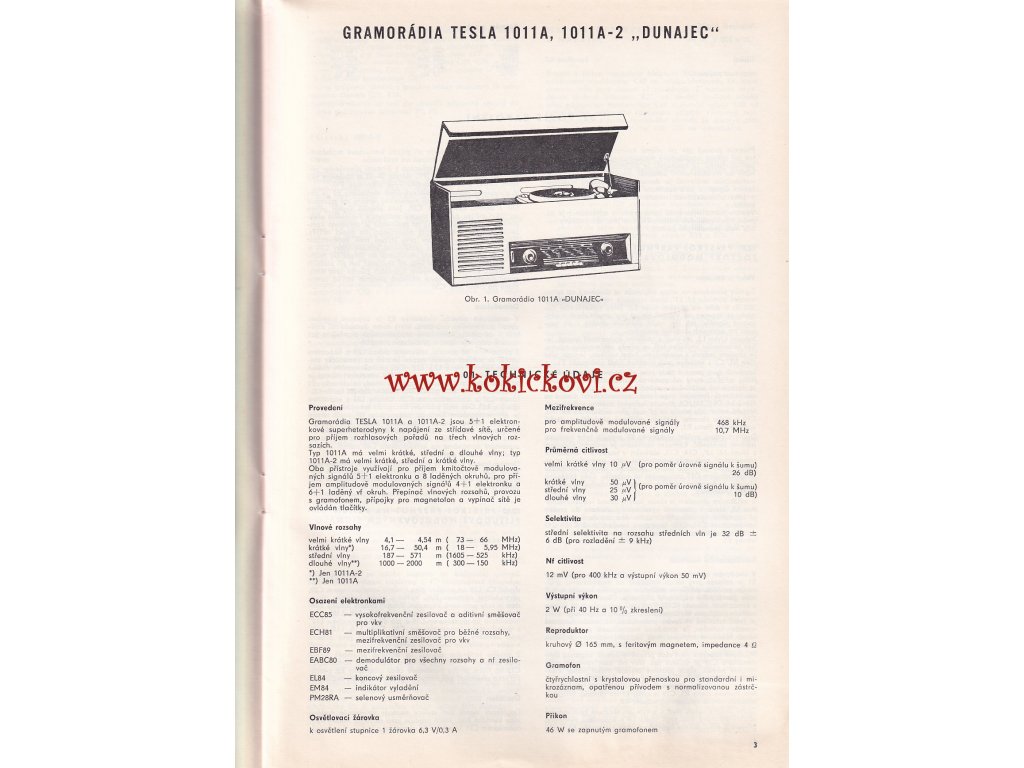 GRAMORÁDIA TESLA 1011A, 1011A-2 „DUNAJEC“
Obr. 1. Gramorádio 1011A »DUNAJEC«
01 TECHNICKÉ ÚDAJE
www.kokickovi.cz
Provedení
Gramorádia TESLA 1011A a 1011A-2 jsou 5+1 elektron-
kové superheterodyny k napájení ze střídavé sítě, určené
pro příjem rozhlasových pořadů na třech vlnových roz-
sazích.
Typ 1011A má velmi krátké, střední a dlouhé vlny; typ
1011A-2 má velmi krátké, střední a krátké vlny.
Oba přístroje využívají pro příjem kmitočtově modulova-
ných signálů 5+1 elektronku a 8 laděných okruhů, pro pří-
jem amplitudově modulovaných signálů 4+1 elektronku a
6+1 laděný vf okruh. Přepínač vlnových rozsahů, provozu
s gramofonem, přípojky pro magnetofon a vypínač sítě je
ovládán tlačítky.
Vlnové rozsahy
velmi krátké vlny 4,1 — 4,54 m ( 73 — 66 MHz)
krátké vlny*) 16,7 — 50,4 m ( 18 — 5,95 MHz)
střední vlny 187 — 571 m (1605 — 525 kHz)
dlouhé vlny**) 1000 — 2000 m ( 300 — 150 kHz)
*) Jen 1011A-2
**) Jen 1011A
Osazení elektronkami
ECC85 — vysokofrekvenční zesilovač a aditivní směšovač
pro vkv
ECH81 — multiplikativní směšovač pro běžné rozsahy,
mezifrekvenční zesilovač pro vkv
EBF89 — mezifrekvenční zesilovač
EABC80 — demodulátor pro všechny rozsahy a nf zesilo-
vač
EL84 — koncový zesilovač
EM84 — indikátor vyladění
PM28RA — selenový usměrňovač
Osvětlovací žárovka
k osvětlení stupnice 1 žárovka 6,3 V/0,3 A
Mezifrekvence
pro amplitudově modulované signály 468 kHz
pro frekvenčně modulované signály 10,7 MHz
Průměrná citlivost
velmi krátké vlny 10 µV (pro poměr úrovně signálu k šumu)
26 dB)
krátké vlny 50 µV
střední vlny 25 µV (pro poměr úrovně signálu k šumu)
dlouhé vlny 30 µV 10 dB)
Selektivita
střední selektivita na rozsahu středních vln je 32 dB ±
6 dB (pro rozladění ± 9 kHz)
Nf citlivost
12 mV (pro 400 kHz a výstupní výkon 50 mV)
Výstupní výkon
2 W (při 40 Hz a 10 % zkreslení)
Reproduktor
kruhový Ø 165 mm, s feritovým magnetem, impedance 4 Ω
Gramofon
čtyřrychlostní s krystalovou přenoskou pro standardní i mi-
krozáznam, opatřenou přívodem s normalizovanou zástrč-
kou
Příkon
46 W se zapnutým gramofonem
3